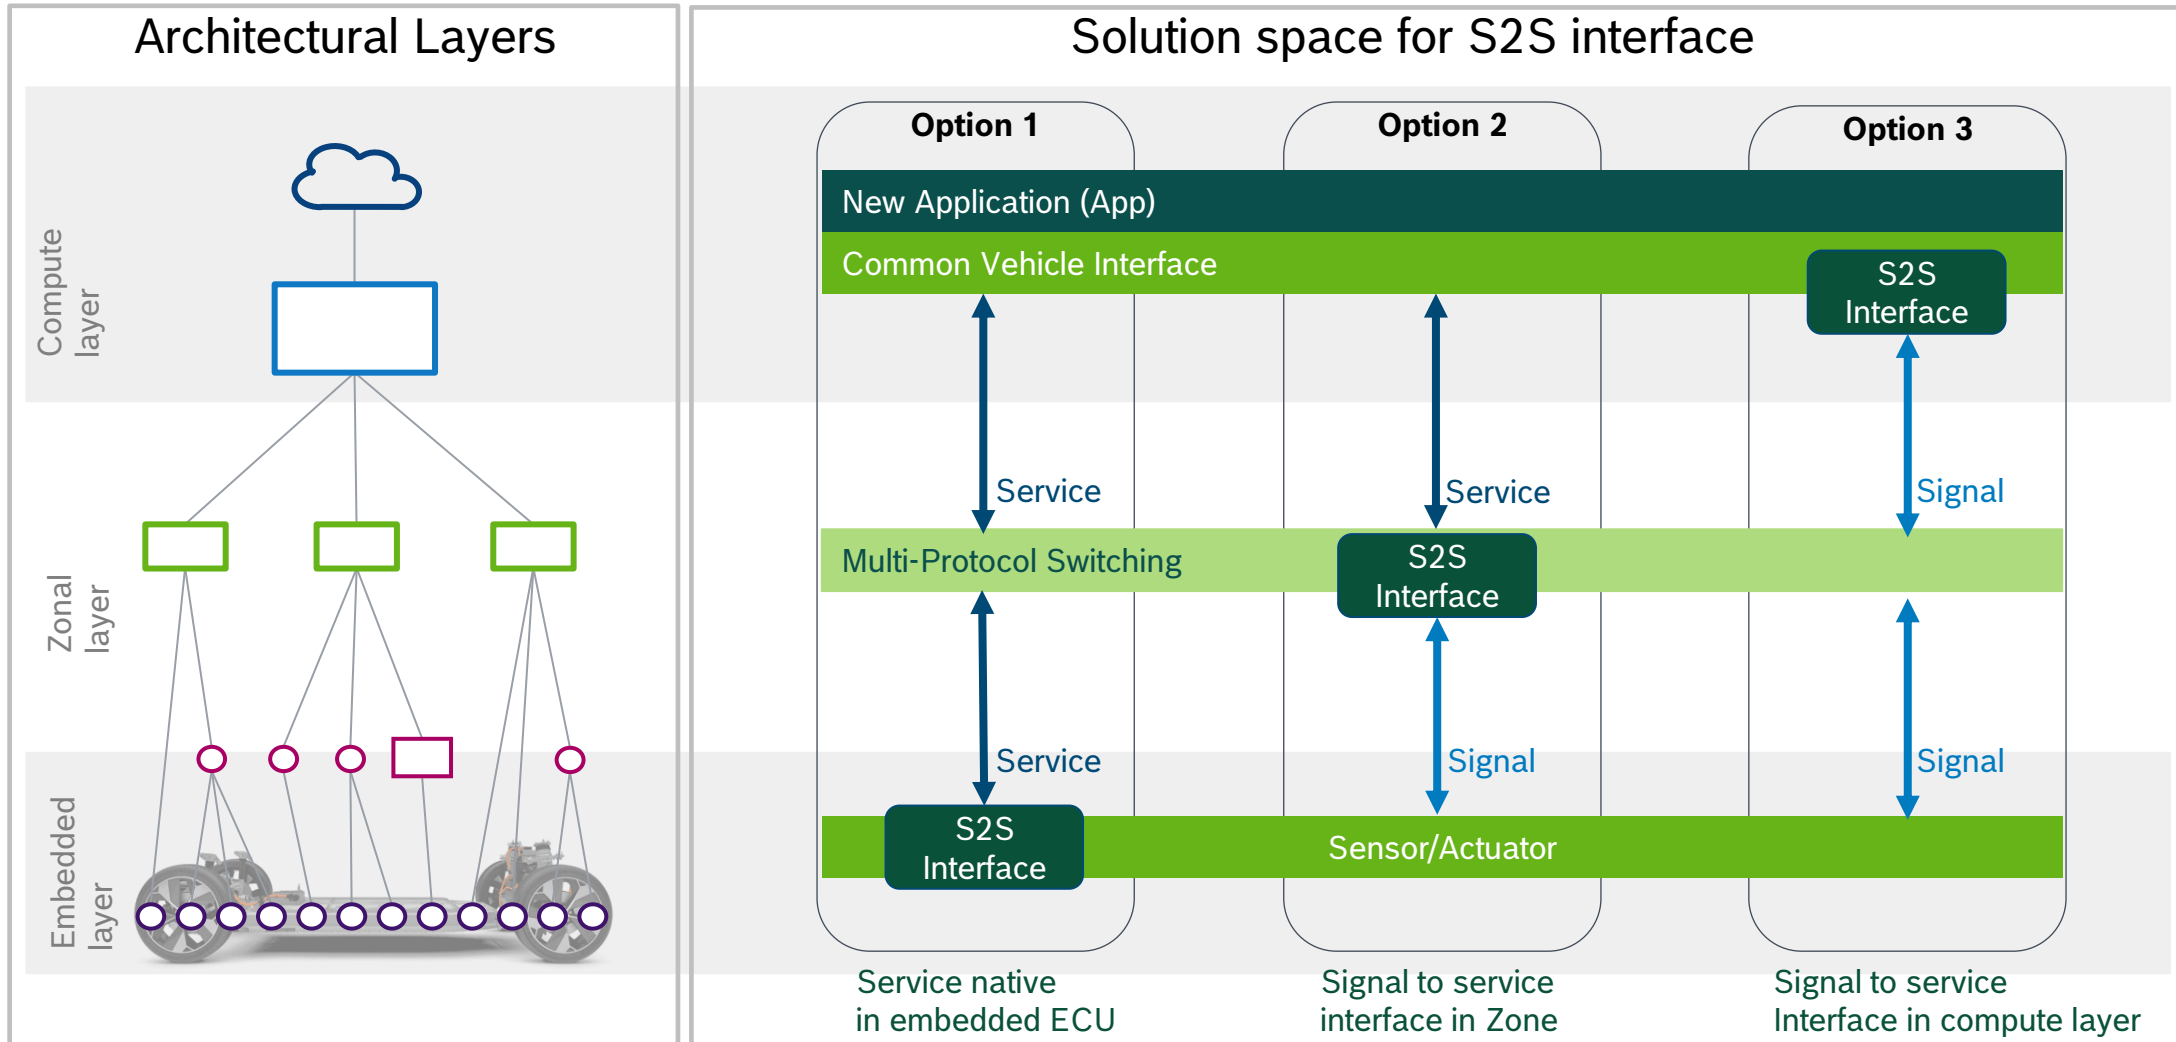 Architectural Layers
Compute
layer
Zonal
layer
Embedded
layer
Solution space for S2S interface
Option 1
Option 2
Option 3
New Application (App)
Common Vehicle Interface
S2S
Interface
Service
Service
Signal
Multi-Protocol Switching
S2S
Interface
Service
Signal
Signal
S2S
Interface
Sensor/Actuator
Service native
in embedded ECU
Signal to service
interface in Zone
Signal to service
Interface in compute layer